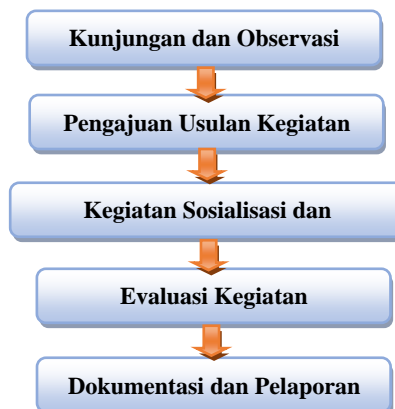 Kunjungan dan Observasi
Pengajuan Usulan Kegiatan
Kegiatan Sosialisasi dan
Evaluasi Kegiatan
Dokumentasi dan Pelaporan